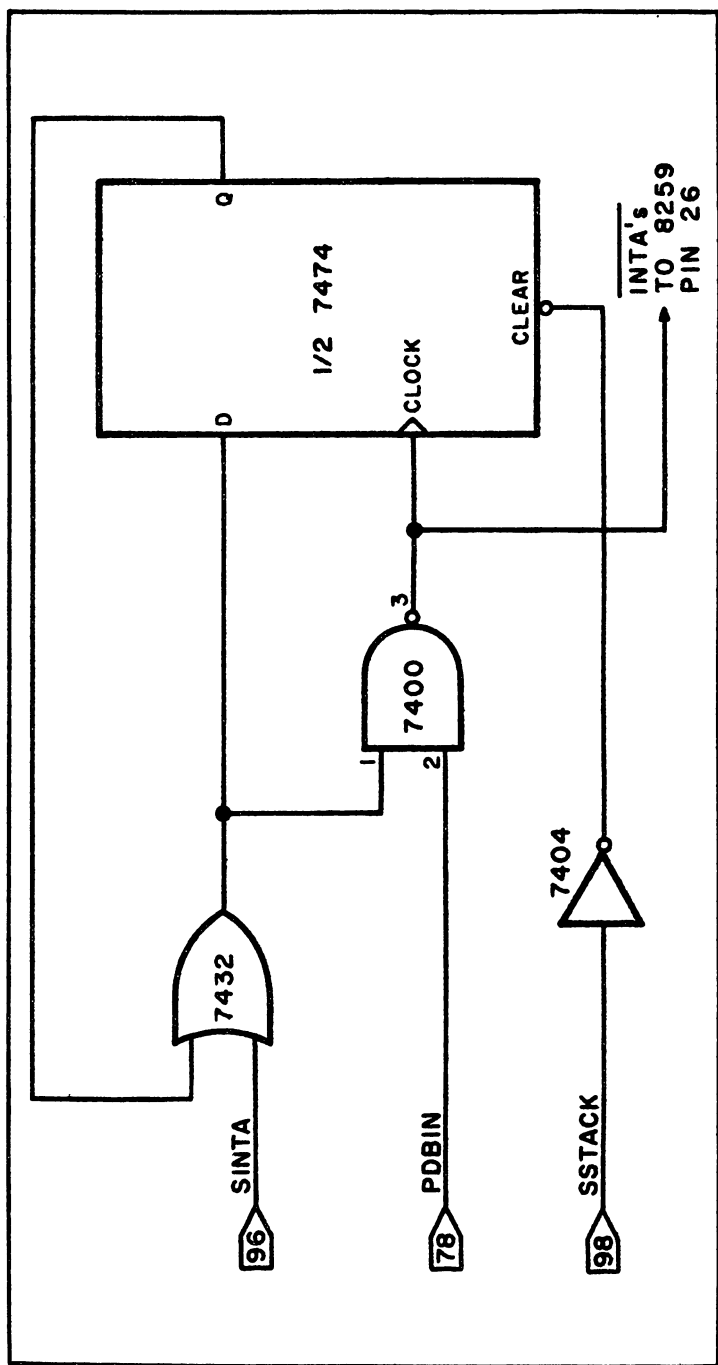 Q
1/2 7474
D
CLOCK
CLEAR
INTA's
TO 8259
PIN 26
7432
1
2
3
7400
7404
96
SINTA
78
PDBIN
98
SSTACK